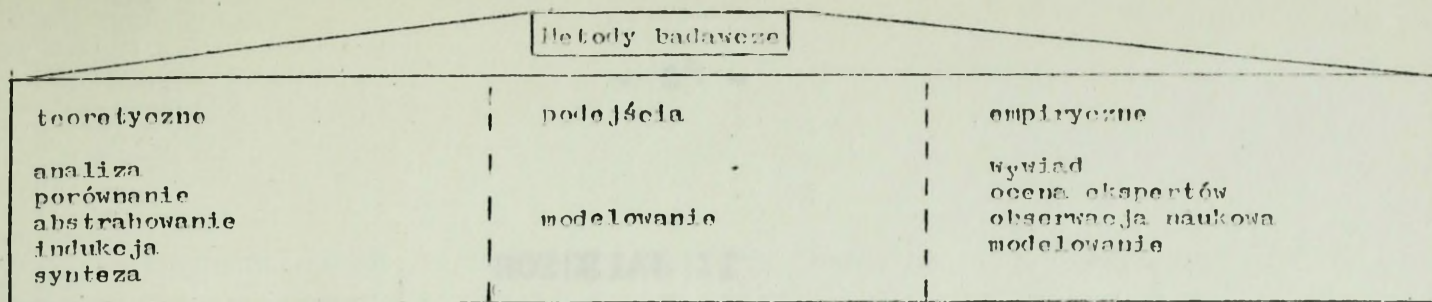 Metody badawcze
teoretyczne
analiza
porównanie
abstrahowanie
indukcja
synteza
podejścia
modelowanie
empiryczne
wywiad
ocena ekspertów
obserwacja naukowa
modelowanie